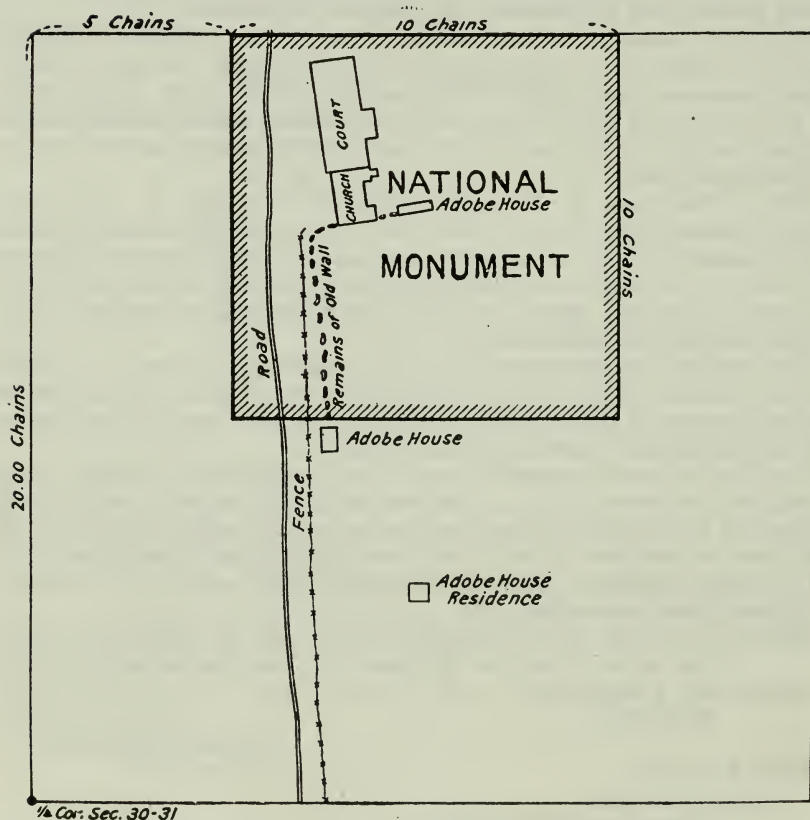 5 Chains
10 Chains
COURT
CHURCH
NATIONAL
Adobe House
MONUMENT
10 Chains
Remains of Old Wall
Road
20.00 Chains
Adobe House
Fence
Adobe House
Residence
1/4 Cor. Sec. 30-31